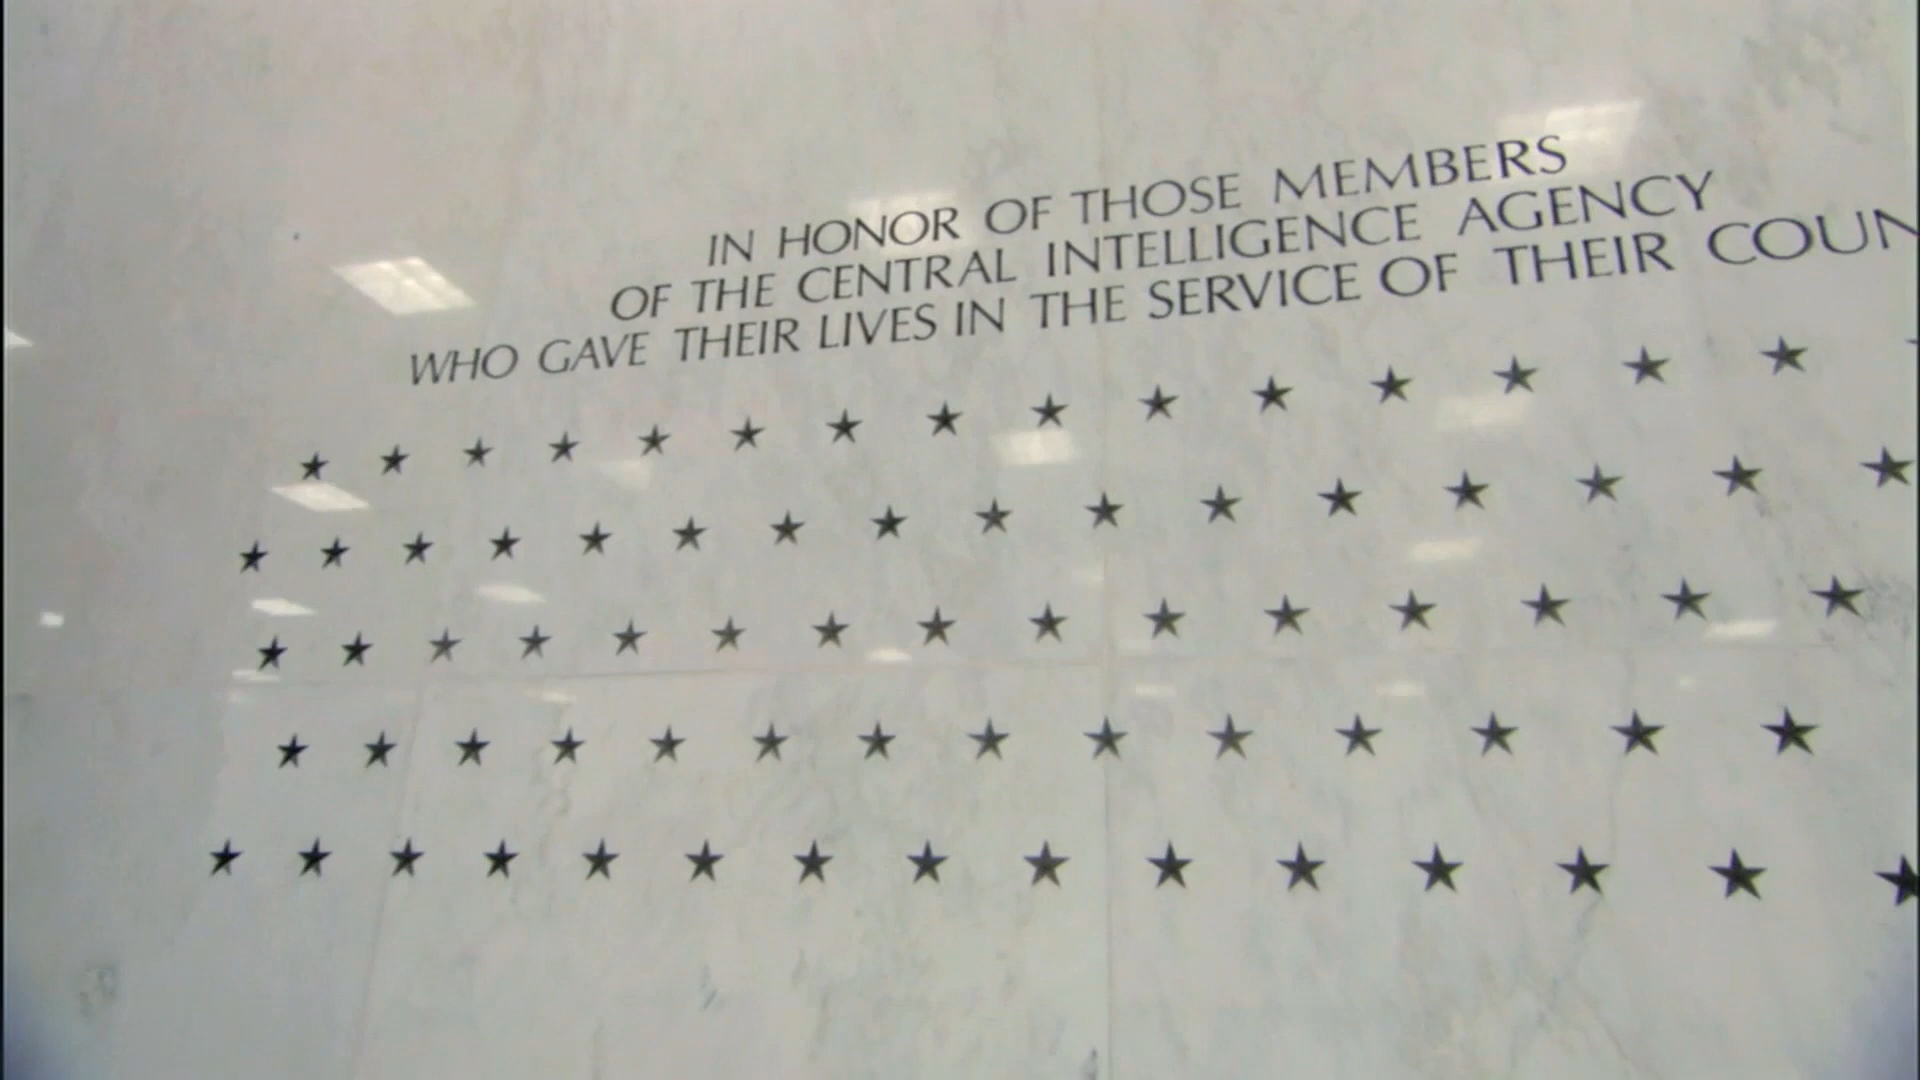 IN HONOR OF THOSE MEMBERS
OF THE CENTRAL INTELLIGENCE AGENCY
WHO GAVE THEIR LIVES IN THE SERVICE OF THEIR COUN